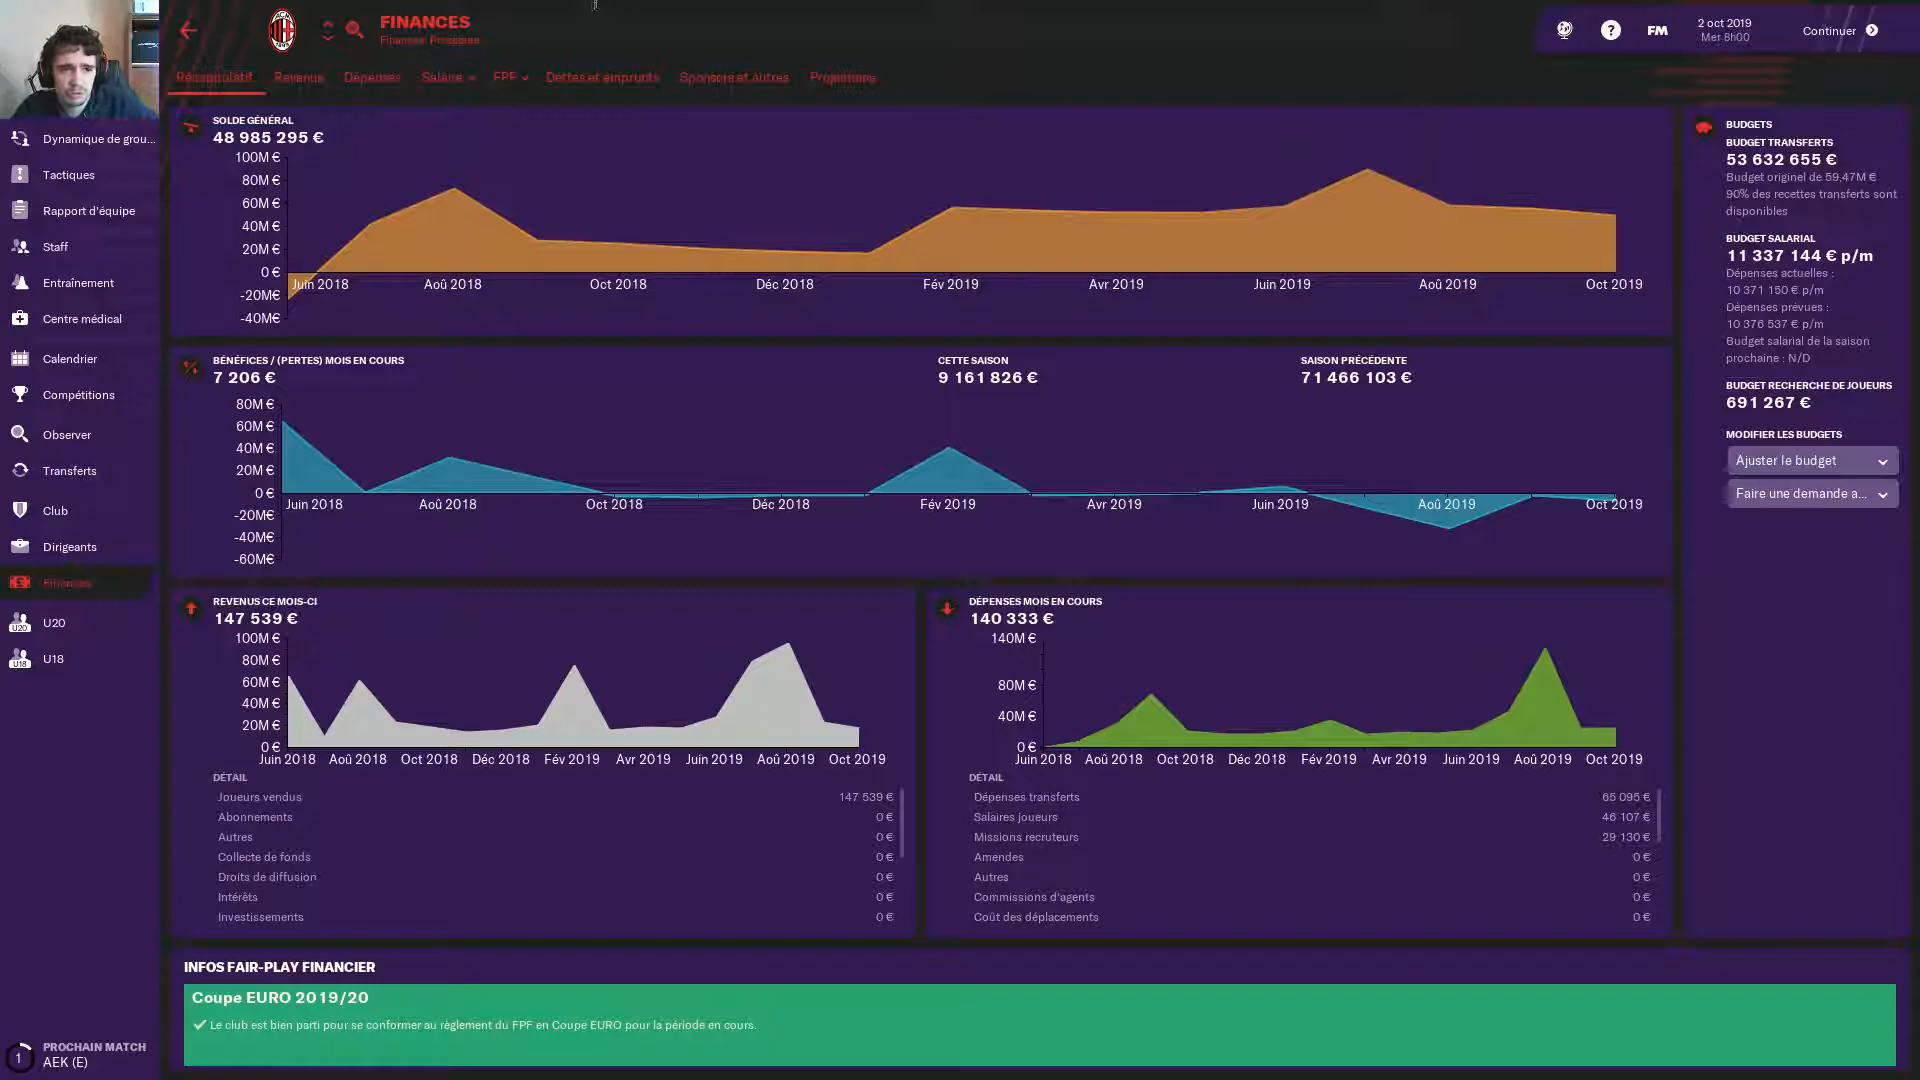 FINANCES
Finances: Prospères
2 oct 2019
Mer 8h00
FM
Continuer
Récapitulatif
Revenus
Dépenses
Salaire
FPF
Dettes et emprunts
Sponsors et autres
Projections
Dynamique de grou...
Tactiques
Rapport d'équipe
Staff
Entraînement
Centre médical
Calendrier
Compétitions
Observer
Transferts
Club
Dirigeants
Finances
U20
U20
U18
U18
1
PROCHAIN MATCH
AEK (E)
SOLDE GÉNÉRAL
48 985 295 €
100M €
80M €
60M €
40M €
20M €
0 €
-20M€
-40M€
Juin 2018
Aoû 2018
Oct 2018
Déc 2018
Fév 2019
Avr 2019
Juin 2019
Aoû 2019
Oct 2019
BÉNÉFICES / (PERTES) MOIS EN COURS
7 206 €
CETTE SAISON
9 161 826 €
SAISON PRÉCÉDENTE
71 466 103 €
80M €
60M €
40M €
20M €
0 €
-20M€
-40M€
-60M€
Juin 2018
Aoû 2018
Oct 2018
Déc 2018
Fév 2019
Avr 2019
Juin 2019
Aoû 2019
Oct 2019
REVENUS CE MOIS-CI
147 539 €
100M €
80M €
60M €
40M €
20M €
0 €
Juin 2018
Aoû 2018
Oct 2018
Déc 2018
Fév 2019
Avr 2019
Juin 2019
Aoû 2019
Oct 2019
DÉTAIL
Joueurs vendus 147 539 €
Abonnements 0 €
Autres 0 €
Collecte de fonds 0 €
Droits de diffusion 0 €
Intérêts 0 €
Investissements 0 €
DÉPENSES MOIS EN COURS
140 333 €
140M €
80M €
40M €
0 €
Juin 2018
Aoû 2018
Oct 2018
Déc 2018
Fév 2019
Avr 2019
Juin 2019
Aoû 2019
Oct 2019
DÉTAIL
Dépenses transferts 65 095 €
Salaires joueurs 46 107 €
Missions recruteurs 29 130 €
Amendes 0 €
Autres 0 €
Commissions d'agents 0 €
Coût des déplacements 0 €
BUDGETS
BUDGET TRANSFERTS
53 632 655 €
Budget originel de 59,47M €
90% des recettes transferts sont
disponibles
BUDGET SALARIAL
11 337 144 € p/m
Dépenses actuelles :
10 371 150 € p/m
Dépenses prévues :
10 376 537 € p/m
Budget salarial de la saison
prochaine : N/D
BUDGET RECHERCHE DE JOUEURS
691 267 €
MODIFIER LES BUDGETS
Ajuster le budget
Faire une demande a...
INFOS FAIR-PLAY FINANCIER
Coupe EURO 2019/20
Le club est bien parti pour se conformer au règlement du FPF en Coupe EURO pour la période en cours.